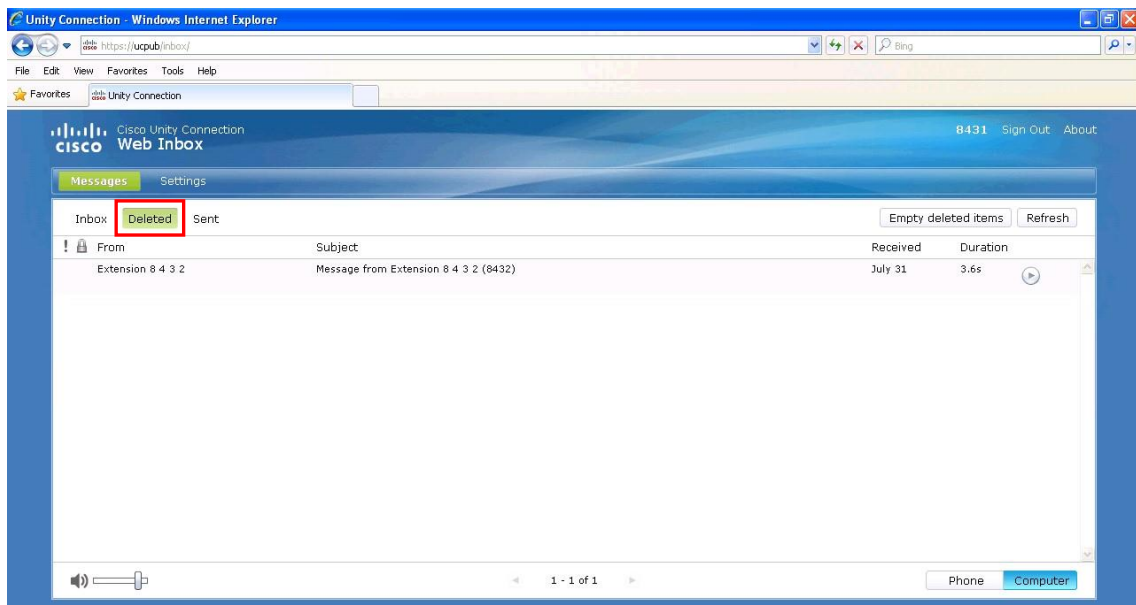 Unity Connection - Windows Internet Explorer
https://ucpub/inbox/
Bing
File Edit View Favorites Tools Help
Favorites
Unity Connection
Cisco Unity Connection
CISCO Web Inbox
8431 Sign Out About
Messages Settings
Inbox Deleted Sent
Empty deleted items Refresh
! From Subject Received Duration
Extension 8 4 3 2 Message from Extension 8 4 3 2 (8432) July 31 3.6s
1 - 1 of 1
Phone Computer